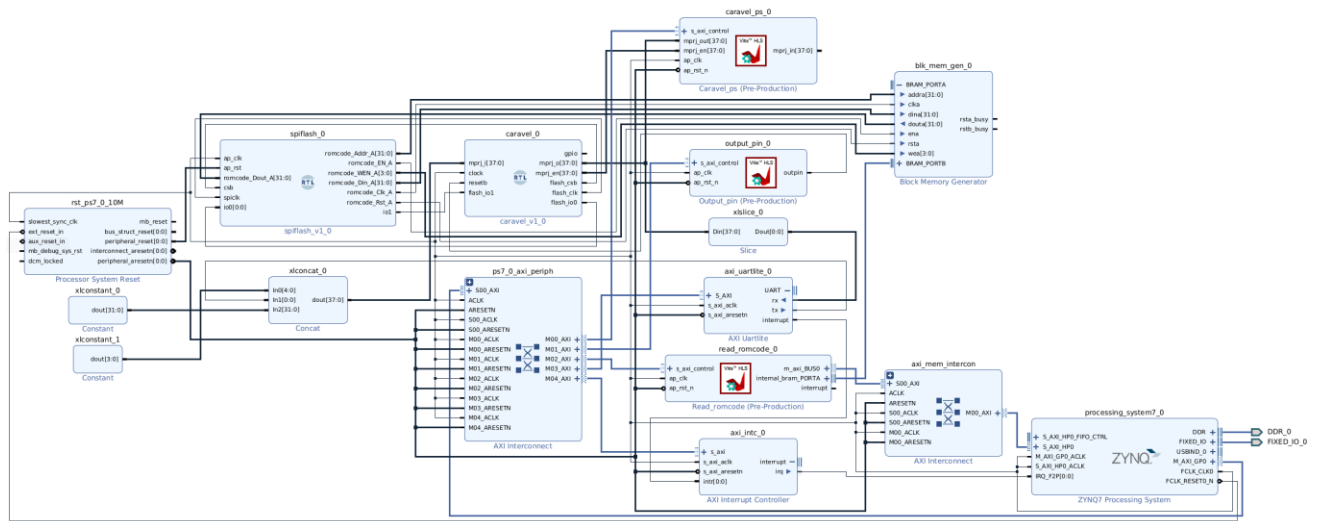 caravel_ps_0
s_axi_control
mprj_out[37:0]
mprj_en[37:0]
ap_clk
ap_rst_n
mprj_in[37:0]
Vitis™ HLS
Caravel_ps (Pre-Production)
blk_mem_gen_0
BRAM_PORTA
addra[31:0]
clka
dina[31:0]
douta[31:0]
ena
rsta
wea[3:0]
BRAM_PORTB
rsta_busy
rstb_busy
Block Memory Generator
spiflash_0
ap_clk
ap_rst
romcode_Dout_A[31:0]
csb
spiclk
io0[0:0]
romcode_Addr_A[31:0]
romcode_EN_A
romcode_WEN_A[3:0]
romcode_Din_A[31:0]
romcode_Clk_A
romcode_Rst_A
io1
RTL
spiflash_v1_0
caravel_0
mprj_i[37:0]
clock
resetb
flash_io1
gpio
mprj_o[37:0]
mprj_en[37:0]
flash_csb
flash_clk
flash_io0
RTL
caravel_v1_0
output_pin_0
s_axi_control
ap_clk
ap_rst_n
outpin
Vitis™ HLS
Output_pin (Pre-Production)
rst_ps7_0_10M
slowest_sync_clk
ext_reset_in
aux_reset_in
mb_debug_sys_rst
dcm_locked
mb_reset
bus_struct_reset[0:0]
peripheral_reset[0:0]
interconnect_aresetn[0:0]
peripheral_aresetn[0:0]
Processor System Reset
xlslice_0
Din[37:0]
Dout[0:0]
Slice
xlconstant_0
dout[31:0]
Constant
xlconcat_0
In0[4:0]
In1[0:0]
In2[31:0]
dout[37:0]
Concat
xlconstant_1
dout[3:0]
Constant
ps7_0_axi_periph
S00_AXI
ACLK
ARESETN
S00_ACLK
S00_ARESETN
M00_ACLK
M00_ARESETN
M01_ACLK
M01_ARESETN
M02_ACLK
M02_ARESETN
M03_ACLK
M03_ARESETN
M04_ACLK
M04_ARESETN
M00_AXI
M01_AXI
M02_AXI
M03_AXI
M04_AXI
AXI Interconnect
axi_uartlite_0
S_AXI
s_axi_aclk
s_axi_aresetn
UART
rx
tx
interrupt
AXI Uartlite
read_romcode_0
s_axi_control
ap_clk
ap_rst_n
m_axi_BUS0
internal_bram_PORTA
interrupt
Vitis™ HLS
Read_romcode (Pre-Production)
axi_intc_0
s_axi
s_axi_aclk
s_axi_aresetn
intr[0:0]
interrupt
irq
AXI Interrupt Controller
axi_mem_intercon
S00_AXI
ACLK
ARESETN
S00_ACLK
S00_ARESETN
M00_ACLK
M00_ARESETN
M00_AXI
AXI Interconnect
processing_system7_0
S_AXI_HP0_FIFO_CTRL
S_AXI_HP0
M_AXI_GP0_ACLK
S_AXI_HP0_ACLK
IRQ_F2P[0:0]
ZYNQ
DDR
FIXED_IO
USBIND_0
M_AXI_GP0
FCLK_CLK0
FCLK_RESET0_N
ZYNQ7 Processing System
DDR_0
FIXED_IO_0